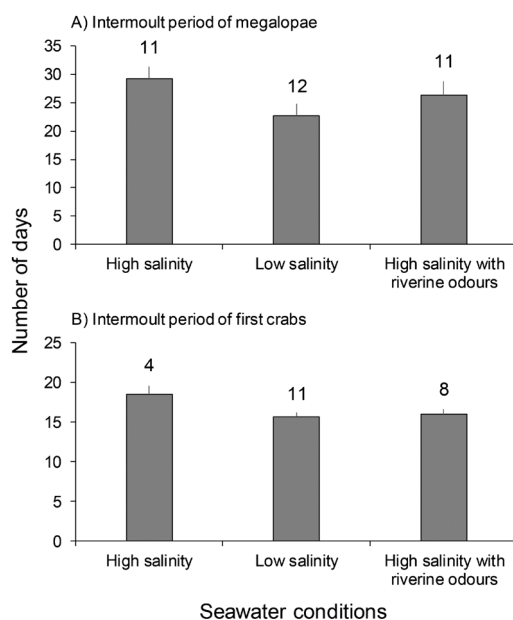 A) Intermoult period of megalopae
35
30
25
20
15
10
5
0
11
12
11
High salinity
Low salinity
High salinity with
riverine odours
Number of days
B) Intermoult period of first crabs
25
20
15
10
5
0
4
11
8
High salinity
Low salinity
High salinity with
riverine odours
Seawater conditions